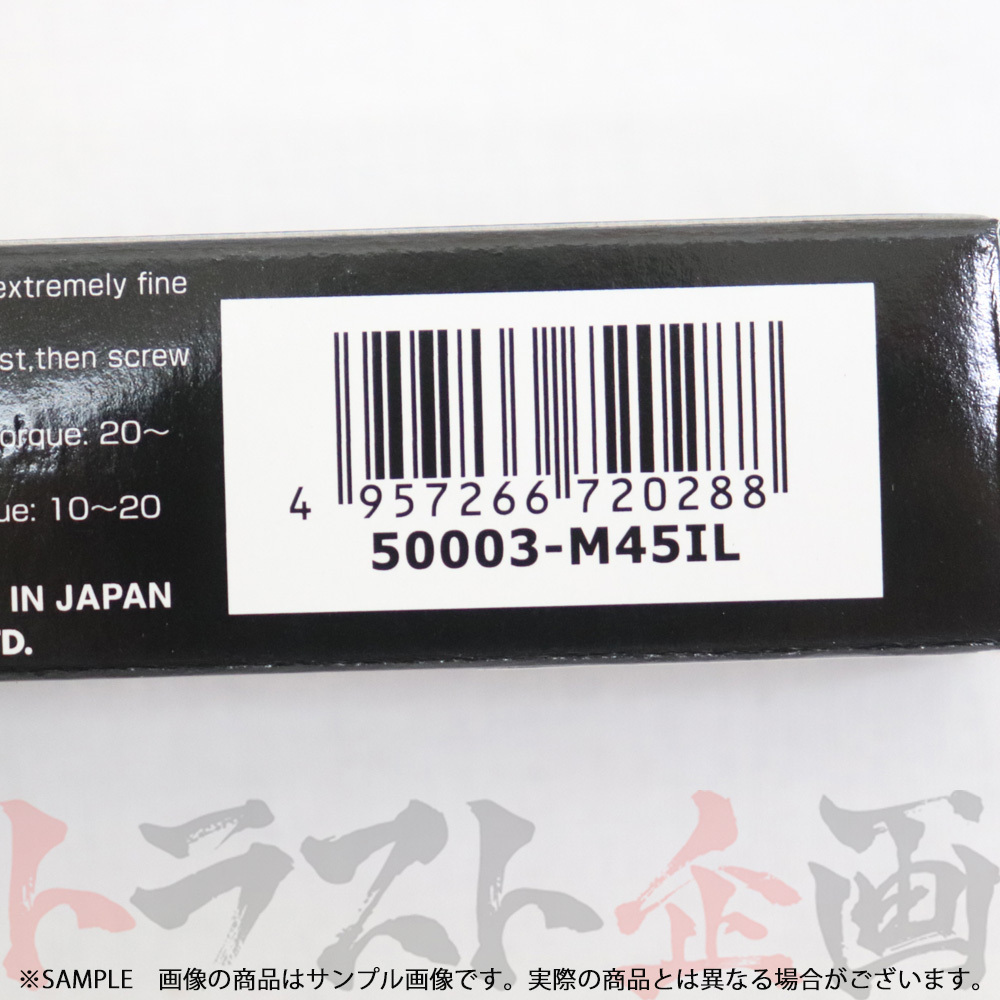 extremely fine
st,then screw
orque: 20～
ue: 10～20
IN JAPAN
TD.
4 957266 720288
50003-M45IL
トラスト企画
※SAMPLE 画像の商品はサンプル画像です。実際の商品とは異なる場合がございます。